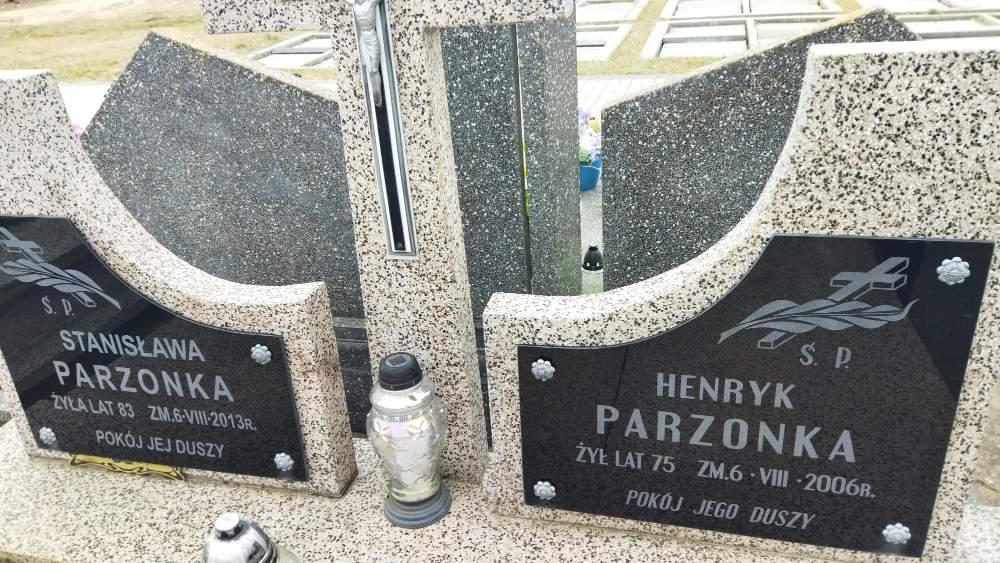 Ś. P.
STANISŁAWA
PARZONKA
ŻYŁA LAT 83 ZM.6·VIII·2013R.
POKÓJ JEJ DUSZY
Ś. P.
HENRYK
PARZONKA
ŻYŁ LAT 75 ZM.6·VIII·2006R.
POKÓJ JEGO DUSZY